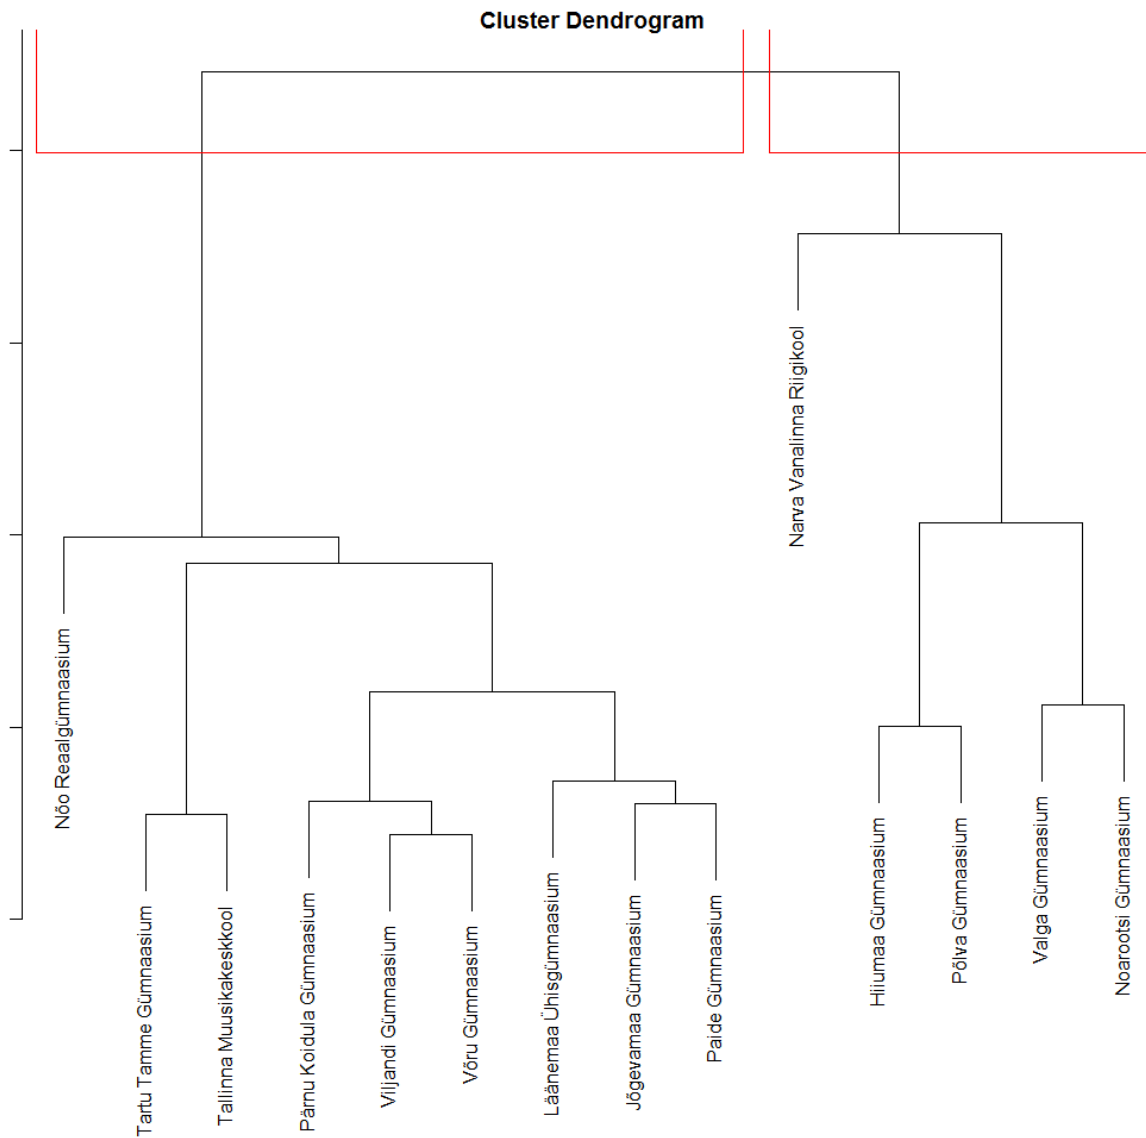 Cluster Dendrogram
Nõo Reaalgümnaasium
Tartu Tamme Gümnaasium
Tallinna Muusikakeskkool
Pärnu Koidula Gümnaasium
Viljandi Gümnaasium
Võru Gümnaasium
Läänemaa Ühisgümnaasium
Jõgevamaa Gümnaasium
Paide Gümnaasium
Narva Vanalinna Riigikool
Hiiumaa Gümnaasium
Põlva Gümnaasium
Valga Gümnaasium
Noarootsi Gümnaasium